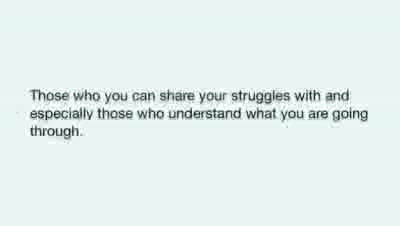 Those who you can share your struggles with and
especially those who understand what you are going
through.